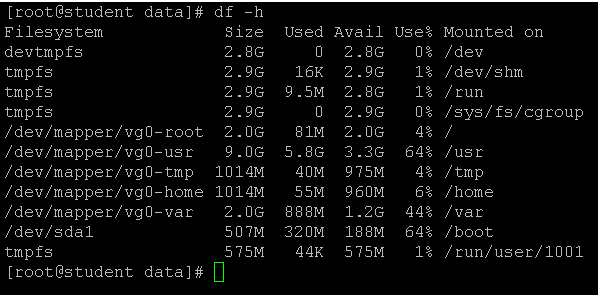 [root@student data]# df -h
Filesystem Size Used Avail Use% Mounted on
devtmpfs 2.8G 0 2.8G 0% /dev
tmpfs 2.9G 16K 2.9G 1% /dev/shm
tmpfs 2.9G 9.5M 2.8G 1% /run
tmpfs 2.9G 0 2.9G 0% /sys/fs/cgroup
/dev/mapper/vg0-root 2.0G 81M 2.0G 4% /
/dev/mapper/vg0-usr 9.0G 5.8G 3.3G 64% /usr
/dev/mapper/vg0-tmp 1014M 40M 975M 4% /tmp
/dev/mapper/vg0-home 1014M 55M 960M 6% /home
/dev/mapper/vg0-var 2.0G 888M 1.2G 44% /var
/dev/sda1 507M 320M 188M 64% /boot
tmpfs 575M 44K 575M 1% /run/user/1001
[root@student data]#